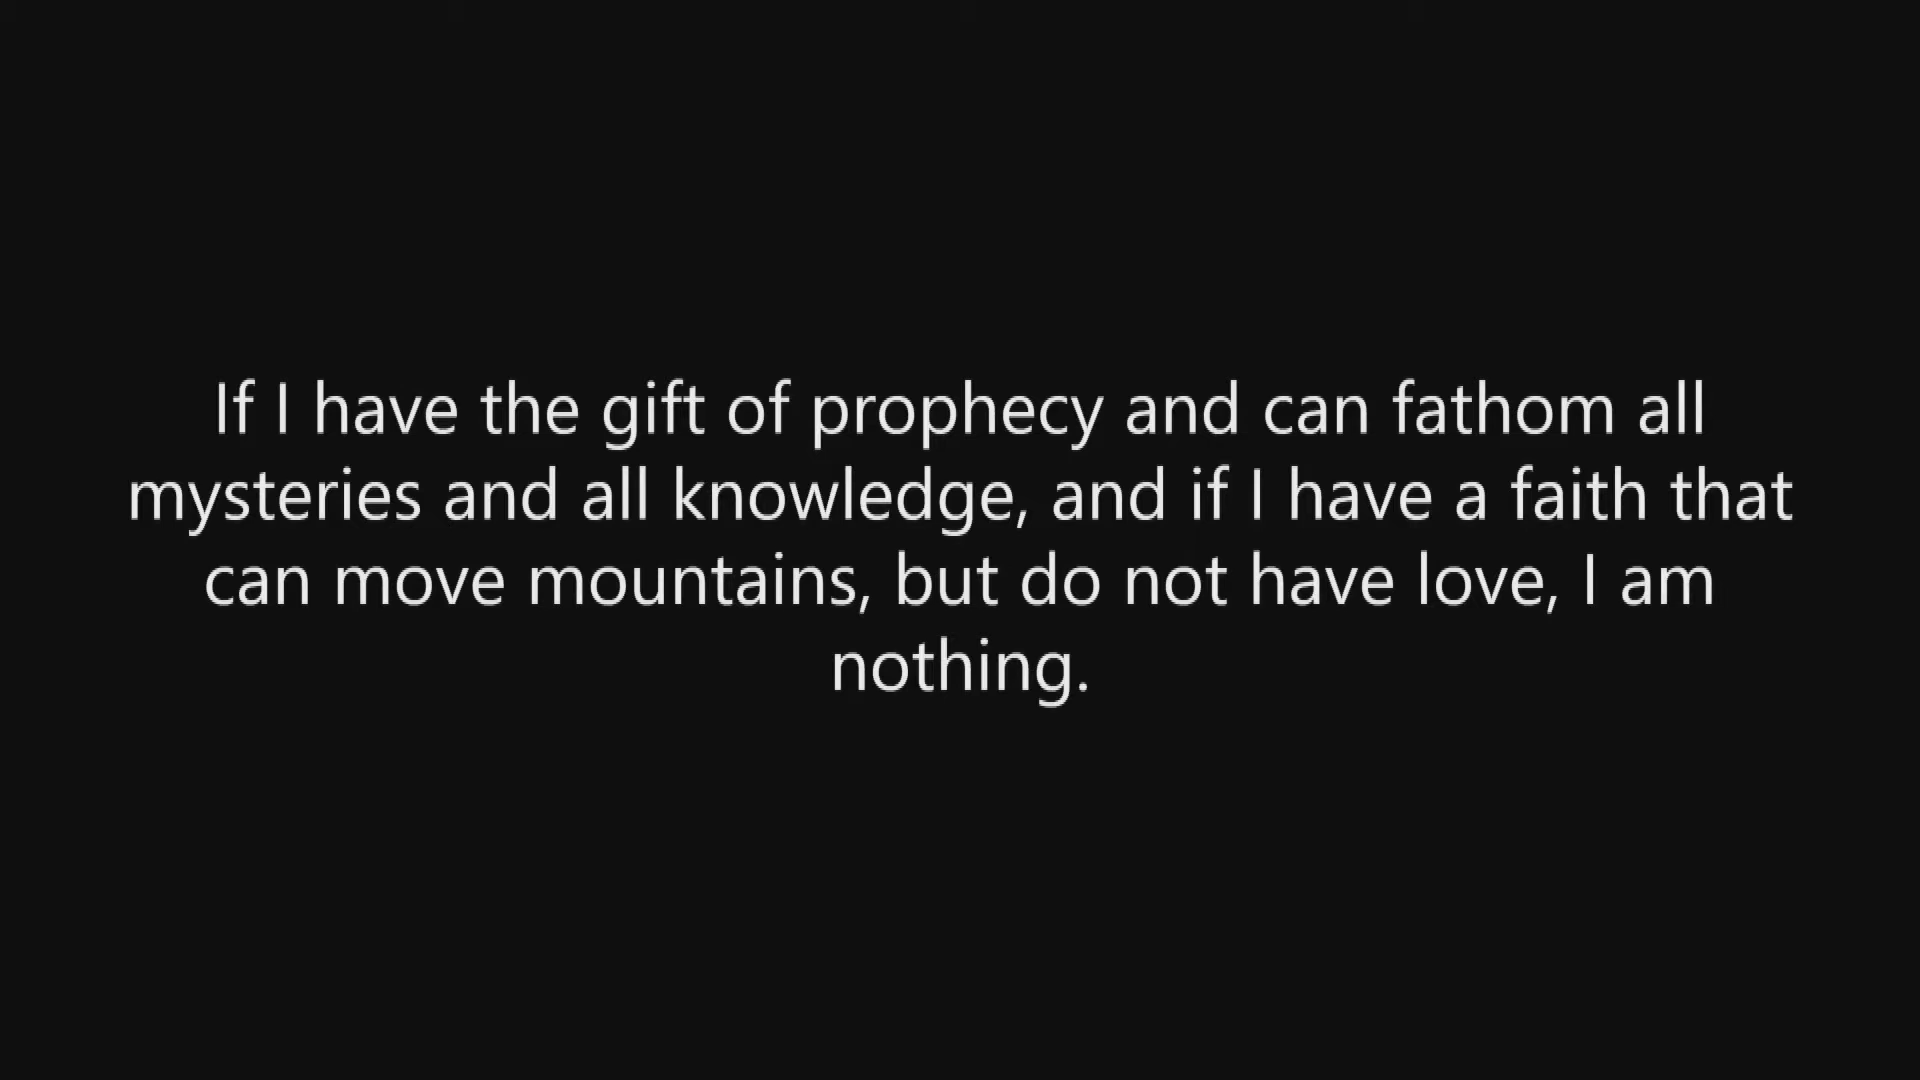 If I have the gift of prophecy and can fathom all
mysteries and all knowledge, and if I have a faith that
can move mountains, but do not have love, I am
nothing.